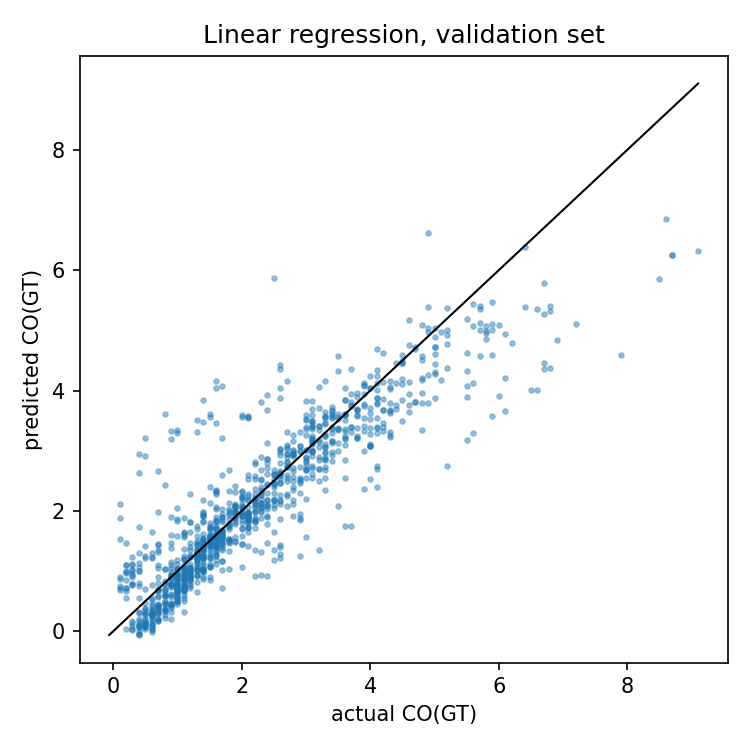 Linear regression, validation set
8
6
4
2
0
predicted CO(GT)
0 2 4 6 8
actual CO(GT)